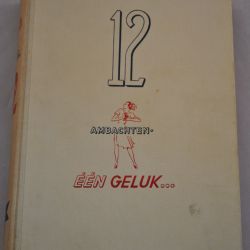 12
AMBACHTEN-
ÉÉN GELUK...